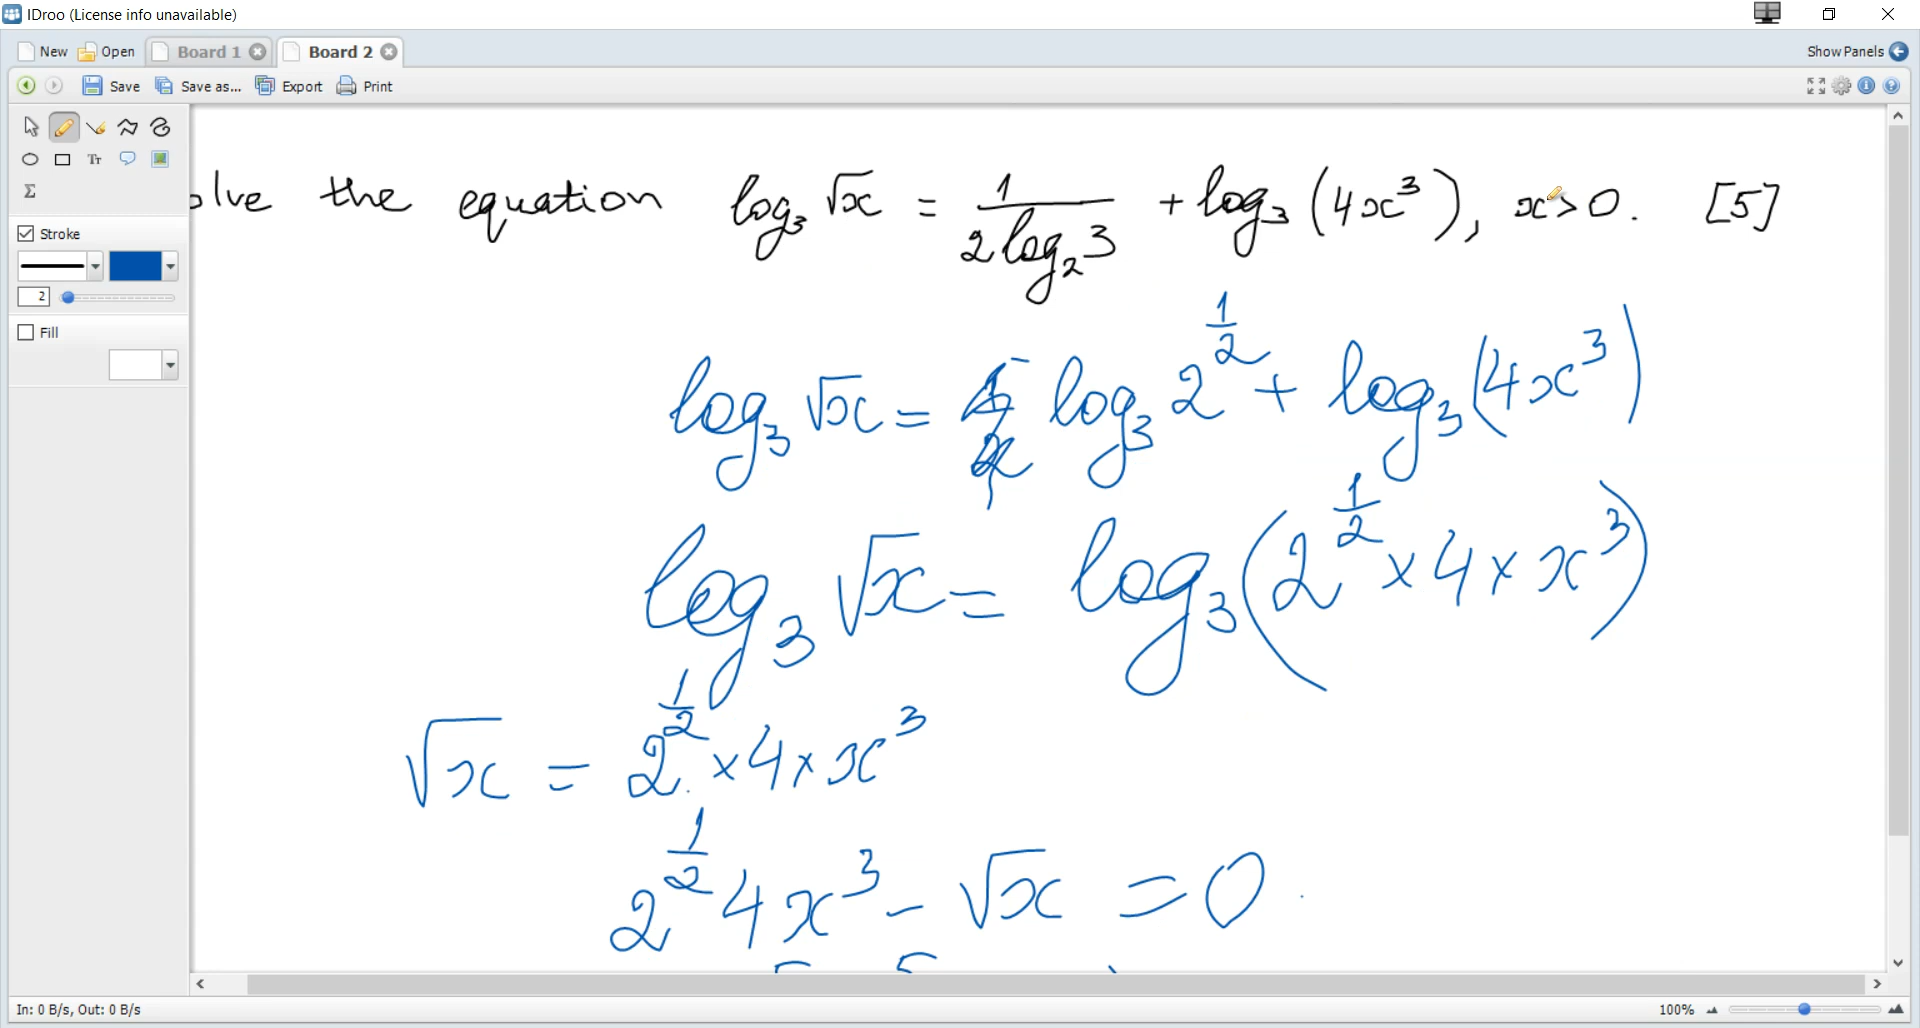 IDroo (License info unavailable)
New Open Board 1 Board 2 Show Panels
Save Save as... Export Print
Tт
Σ
Stroke
2
Fill
olve the equation log₃ √x = 1/(2 log₂ 3) + log₃ (4x³), x > 0. [5]
log₃ √x = log₃ 2^(1/2) + log₃ (4x³)
log₃ √x = log₃ (2^(1/2) × 4 × x³)
√x = 2^(1/2) × 4 × x³
2^(1/2) 4x³ - √x = 0.
In: 0 B/s, Out: 0 B/s 100%